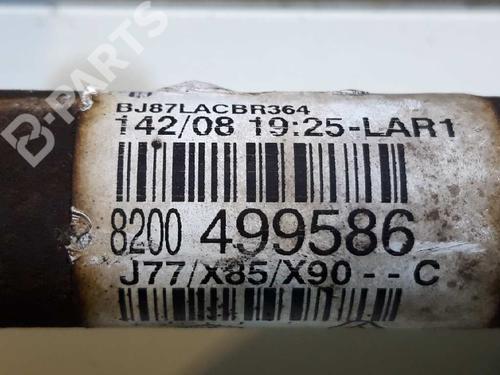 B-PARTS
BJ87LACBR364
142/08 19:25-LAR1
8200 499586
J77/X85/X90 -- C